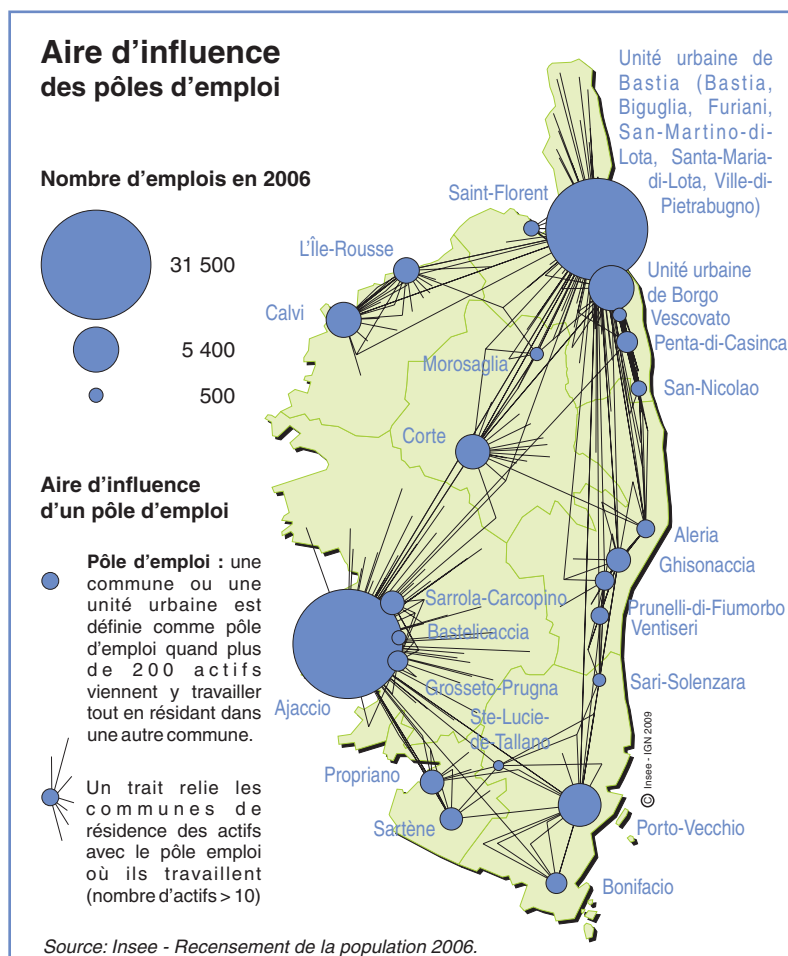 Aire d'influence
des pôles d'emploi
Nombre d'emplois en 2006
31 500
5 400
500
Aire d'influence
d'un pôle d'emploi
Pôle d'emploi : une
commune ou une
unité urbaine est
définie comme pôle
d'emploi quand plus
de 200 actifs
viennent y travailler
tout en résidant dans
une autre commune.
Un trait relie les
communes de
résidence des actifs
avec le pôle emploi
où ils travaillent
(nombre d'actifs > 10)
Unité urbaine de
Bastia (Bastia,
Biguglia, Furiani,
San-Martino-di-
Lota, Santa-Maria-
di-Lota, Ville-di-
Pietrabugno)
Saint-Florent
L'Île-Rousse
Calvi
Unité urbaine
de Borgo
Vescovato
Penta-di-Casinca
Morosaglia
San-Nicolao
Corte
Aleria
Ghisonaccia
Sarrola-Carcopino
Prunelli-di-Fiumorbo
Bastelicaccia
Ventiseri
Grosseto-Prugna
Sari-Solenzara
Ajaccio
Ste-Lucie-
de-Tallano
Propriano
Sartène
Porto-Vecchio
Bonifacio
© Insee - IGN 2009
Source: Insee - Recensement de la population 2006.